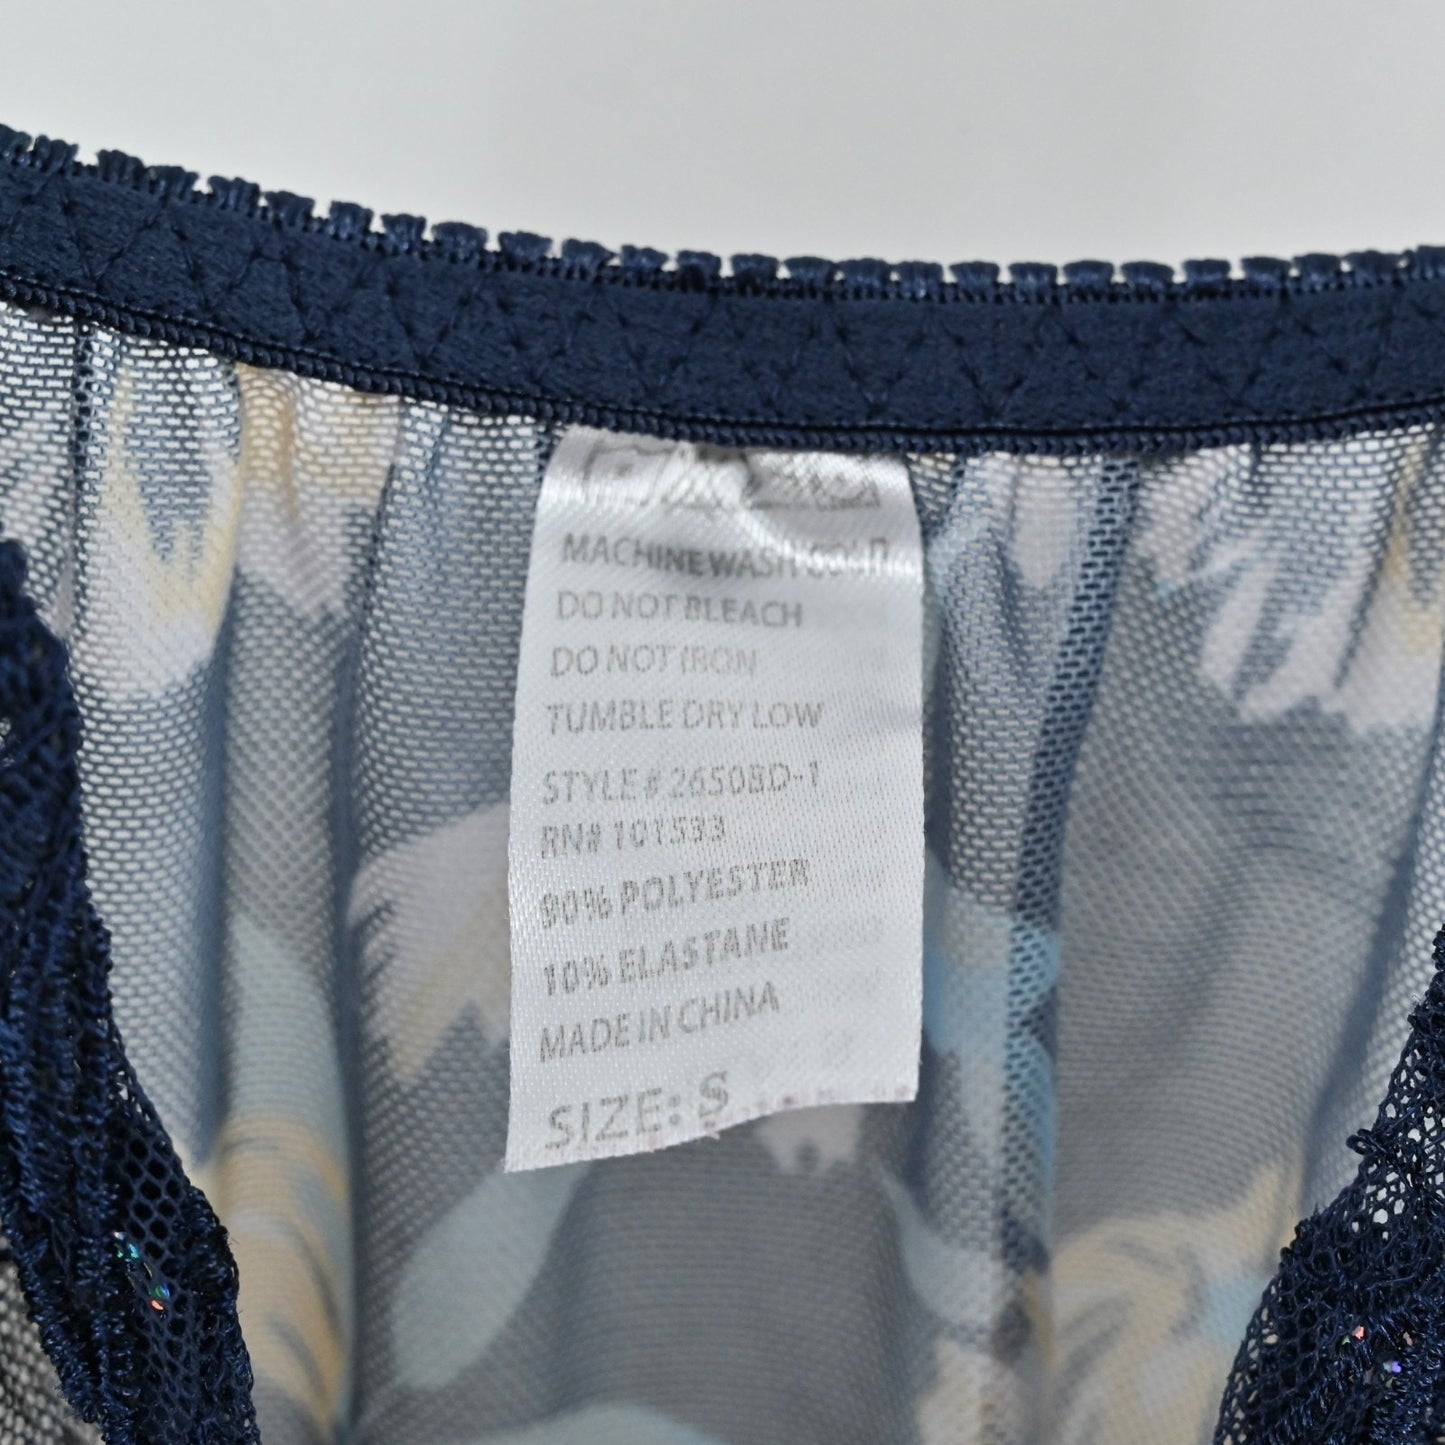 MACHINE WASH COLD
DO NOT BLEACH
DO NOT IRON
TUMBLE DRY LOW
STYLE# 2650BD-1
RN# 101533
90% POLYESTER
10% ELASTANE
MADE IN CHINA
SIZE: S